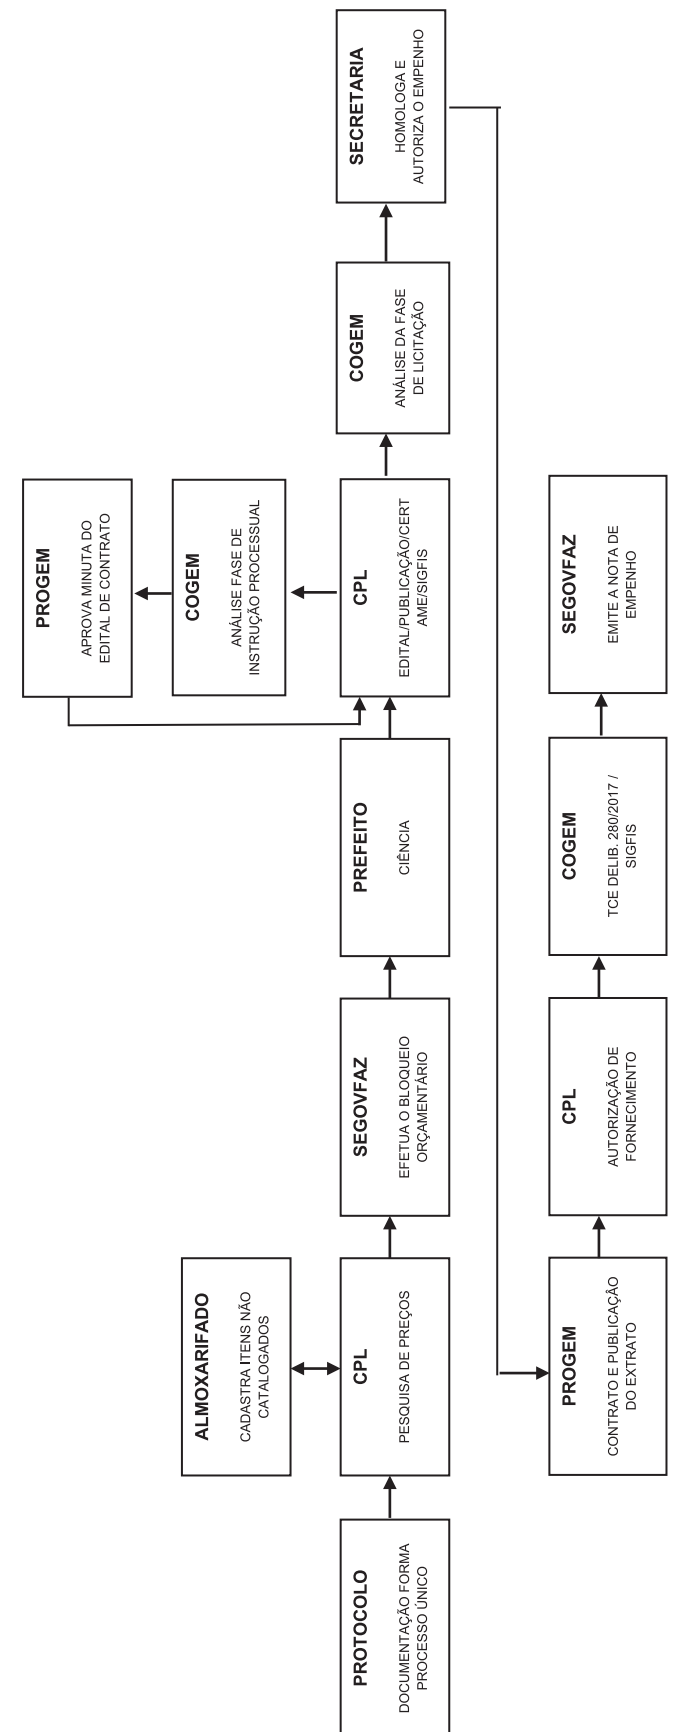 PROGEM
APROVA MINUTA DO
EDITAL DE CONTRATO
ALMOXARIFADO
CADASTRA ITENS NÃO
CATALOGADOS
COGEM
ANÁLISE FASE DE
INSTRUÇÃO PROCESSUAL
PROTOCOLO
DOCUMENTAÇÃO FORMA
PROCESSO ÚNICO
CPL
PESQUISA DE PREÇOS
SEGOVFAZ
EFETUA O BLOQUEIO
ORÇAMENTÁRIO
PREFEITO
CIÊNCIA
CPL
EDITAL/PUBLICAÇÃO/CERT
AME/SIGFIS
COGEM
ANÁLISE DA FASE
DE LICITAÇÃO
SECRETARIA
HOMOLOGA E
AUTORIZA O EMPENHO
PROGEM
CONTRATO E PUBLICAÇÃO
DO EXTRATO
CPL
AUTORIZAÇÃO DE
FORNECIMENTO
COGEM
TCE DELIB. 280/2017 /
SIGFIS
SEGOVFAZ
EMITE A NOTA DE
EMPENHO